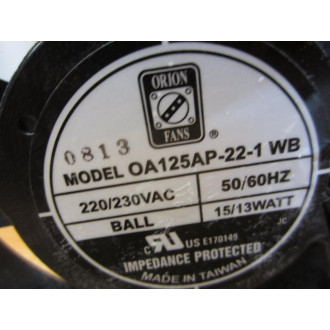 ORION
FANS
®
0813
MODEL OA125AP-22-1 WB
220/230VAC 50/60HZ
BALL 15/13WATT
JC
C US E170149
IMPEDANCE PROTECTED
MADE IN TAIWAN